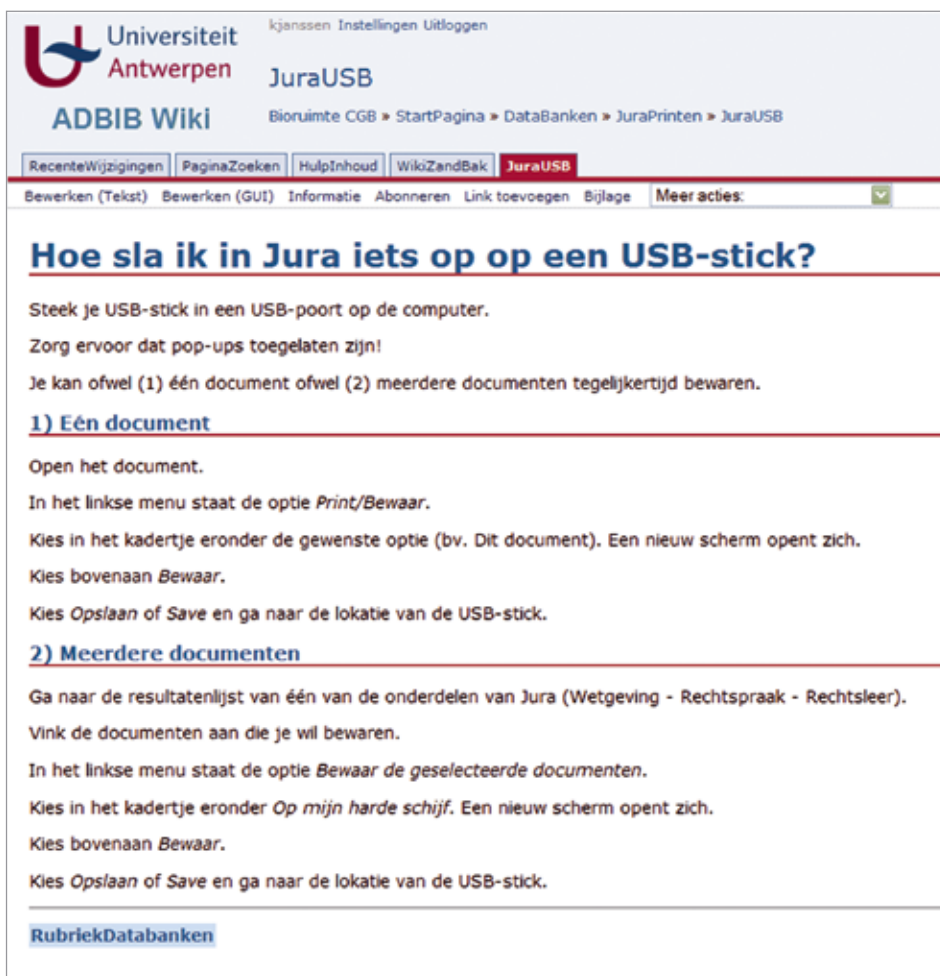 Universiteit
Antwerpen
ADBIB Wiki
kjanssen Instellingen Uitloggen
JuraUSB
Bioruimte CGB » StartPagina » DataBanken » JuraPrinten » JuraUSB
RecenteWijzigingen PaginaZoeken HulpInhoud WikiZandBak JuraUSB
Bewerken (Tekst) Bewerken (GUI) Informatie Abonneren Link toevoegen Bijlage Meer acties:
Hoe sla ik in Jura iets op op een USB-stick?
Steek je USB-stick in een USB-poort op de computer.
Zorg ervoor dat pop-ups toegelaten zijn!
Je kan ofwel (1) één document ofwel (2) meerdere documenten tegelijkertijd bewaren.
1) Eén document
Open het document.
In het linkse menu staat de optie Print/Bewaar.
Kies in het kadertje eronder de gewenste optie (bv. Dit document). Een nieuw scherm opent zich.
Kies bovenaan Bewaar.
Kies Opslaan of Save en ga naar de lokatie van de USB-stick.
2) Meerdere documenten
Ga naar de resultatenlijst van één van de onderdelen van Jura (Wetgeving - Rechtspraak - Rechtsleer).
Vink de documenten aan die je wil bewaren.
In het linkse menu staat de optie Bewaar de geselecteerde documenten.
Kies in het kadertje eronder Op mijn harde schijf. Een nieuw scherm opent zich.
Kies bovenaan Bewaar.
Kies Opslaan of Save en ga naar de lokatie van de USB-stick.
RubriekDatabanken